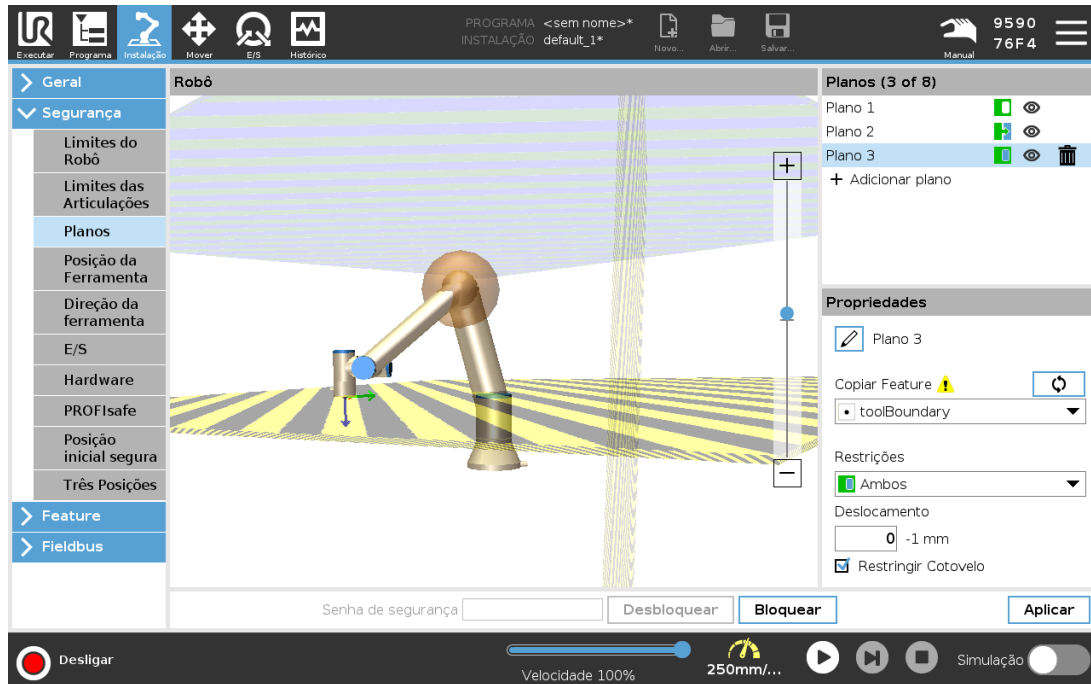 PROGRAMA <sem nome>*
INSTALAÇÃO default_1*
Executar
Programa
Instalação
Mover
E/S
Histórico
Novo...
Abrir...
Salvar...
Manual
9590
76F4
Geral
Segurança
Limites do
Robô
Limites das
Articulações
Planos
Posição da
Ferramenta
Direção da
ferramenta
E/S
Hardware
PROFIsafe
Posição
inicial segura
Três Posições
Feature
Fieldbus
Robô
Planos (3 of 8)
Plano 1
Plano 2
Plano 3
+ Adicionar plano
Propriedades
Plano 3
Copiar Feature
toolBoundary
Restrições
Ambos
Deslocamento
0 -1 mm
Restringir Cotovelo
Senha de segurança
Desbloquear
Bloquear
Aplicar
Desligar
Velocidade 100%
250mm/...
Simulação